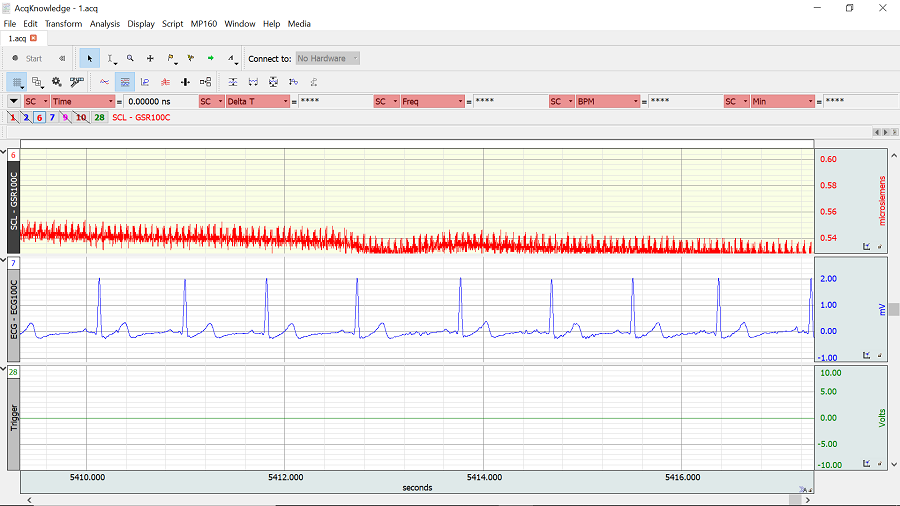 AcqKnowledge - 1.acq
File Edit Transform Analysis Display Script MP160 Window Help Media
1.acq
Start Connect to: No Hardware
SC Time = 0.00000 ns SC Delta T = **** SC Freq = **** SC BPM = **** SC Min = ****
1 2 6 7 9 10 28 SCL - GSR100C
6
SCL - GSR100C
0.60
0.58
0.56
0.54
microsiemens
7
ECG - ECG100C
2.00
1.00
0.00
-1.00
mV
28
Trigger
10.00
5.00
0.00
-5.00
-10.00
Volts
5410.000 5412.000 5414.000 5416.000
seconds